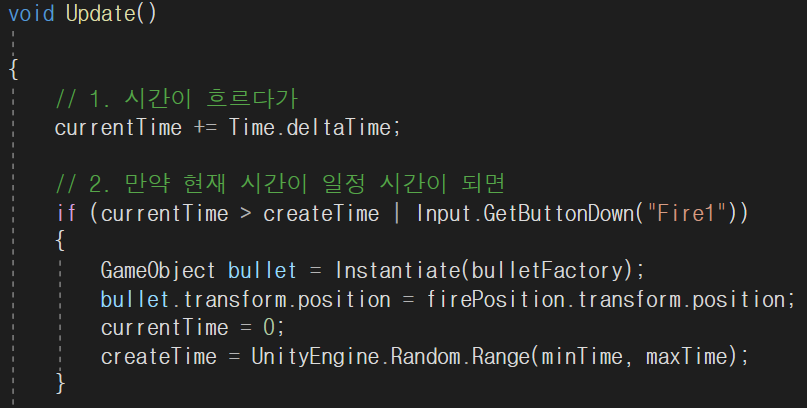 void Update()
{
// 1. 시간이 흐르다가
currentTime += Time.deltaTime;
// 2. 만약 현재 시간이 일정 시간이 되면
if (currentTime > createTime | Input.GetButtonDown("Fire1"))
{
GameObject bullet = Instantiate(bulletFactory);
bullet.transform.position = firePosition.transform.position;
currentTime = 0;
createTime = UnityEngine.Random.Range(minTime, maxTime);
}